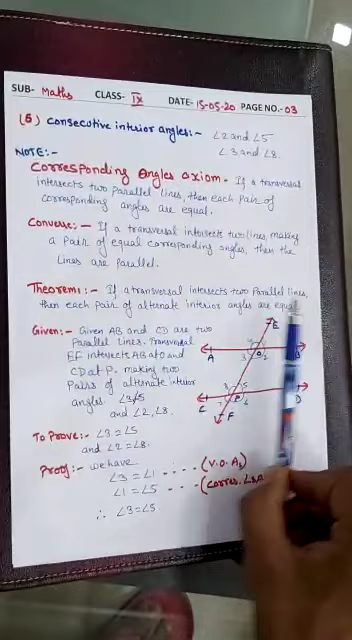 SUB- Maths CLASS- IX DATE- 15-05-20 PAGE NO.- 03
(5) Consecutive interior angles:- ∠2 and ∠5
∠3 and ∠8.
NOTE:-
Corresponding Angles axiom - If a transversal
intersects two parallel lines, then each pair of
corresponding angles are equal.
Converse:- If a transversal intersects two lines, making
a pair of equal corresponding angles, then the
lines are parallel.
Theorem:- If a transversal intersects two Parallel lines,
then each pair of alternate interior angles are equal
Given:- Given AB and CD are two
Parallel lines. Transversal
EF intersects AB at O and
CD at P. making two
Pairs of alternate interior
angles. ∠3,∠5
and ∠2, ∠8.
E
A O B
C P D
F
To Prove:- ∠3 = ∠5
and ∠2 = ∠8.
Proof:- we have
∠3 = ∠1 .... (V.O.A.)
∠1 = ∠5 ... (Corres.
∴ ∠3 = ∠5